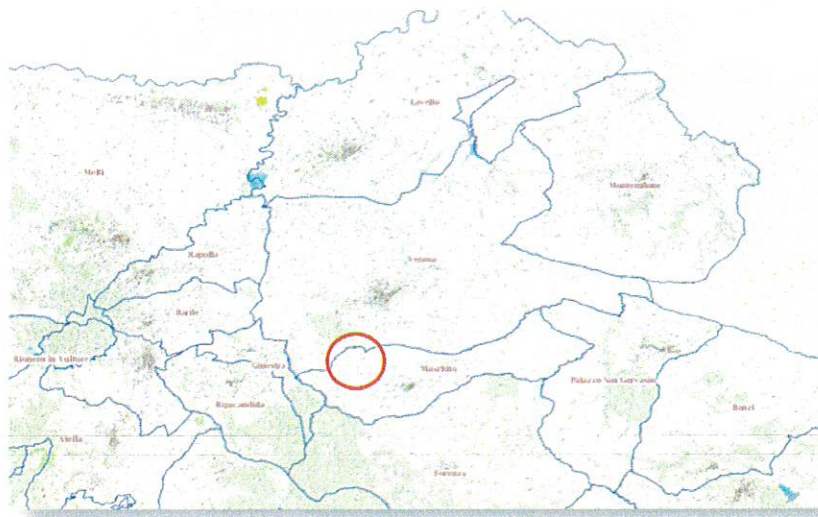 Lavello
Melfi
Montemilone
Rapolla
Venosa
Barile
Rionero in Vulture
Ginestra
Maschito
Palazzo San Gervasio
Ripacandida
Banzi
Atella
Forenza